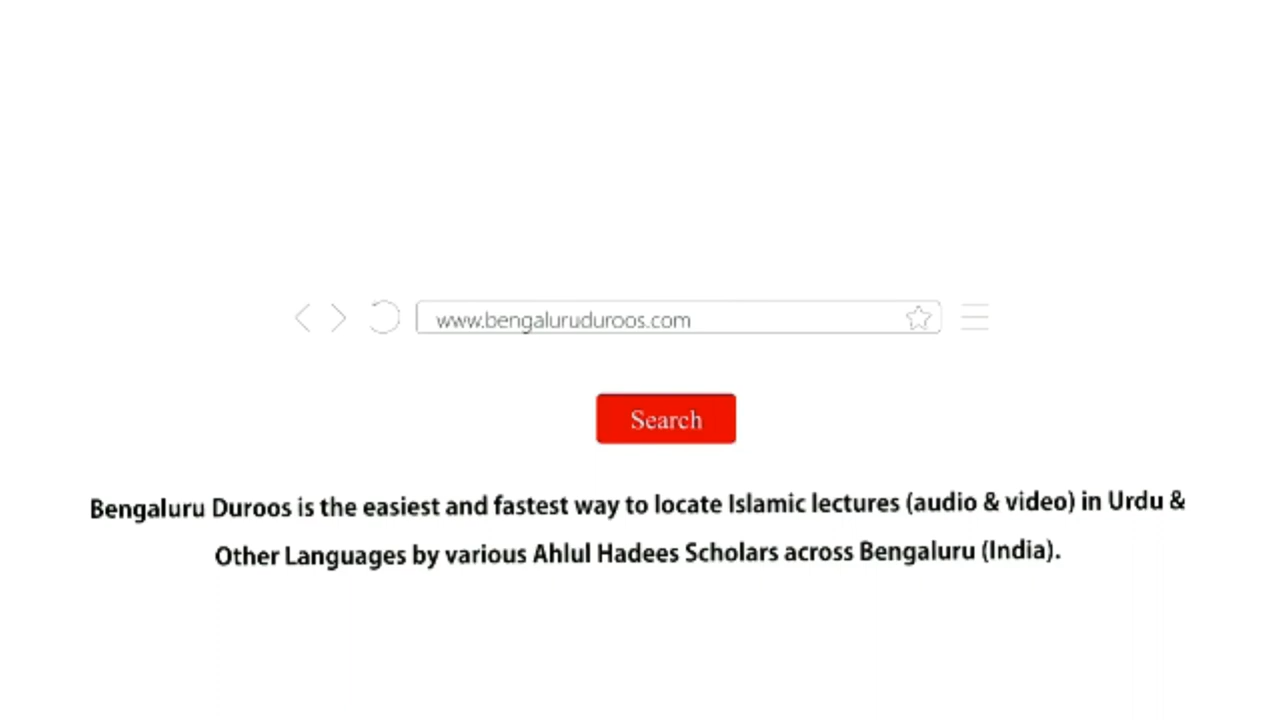 www.bengaluruduroos.com
Search
Bengaluru Duroos is the easiest and fastest way to locate Islamic lectures (audio & video) in Urdu &
Other Languages by various Ahlul Hadees Scholars across Bengaluru (India).